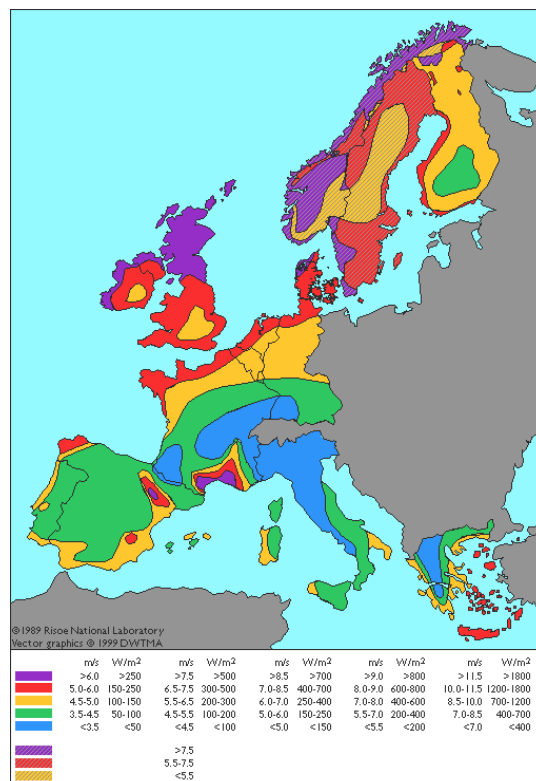 ©1989 Risoe National Laboratory
Vector graphics © 1999 DWTMA
m/s W/m² m/s W/m² m/s W/m² m/s W/m² m/s W/m²
>6.0 >250 >7.5 >500 >8.5 >700 >9.0 >800 >11.5 >1800
5.0-6.0 150-250 6.5-7.5 300-500 7.0-8.5 400-700 8.0-9.0 600-800 10.0-11.5 1200-1800
4.5-5.0 100-150 5.5-6.5 200-300 6.0-7.0 250-400 7.0-8.0 400-600 8.5-10.0 700-1200
3.5-4.5 50-100 4.5-5.5 100-200 5.0-6.0 150-250 5.5-7.0 200-400 7.0-8.5 400-700
<3.5 <50 <4.5 <100 <5.0 <150 <5.5 <200 <7.0 <400
>7.5
5.5-7.5
<5.5